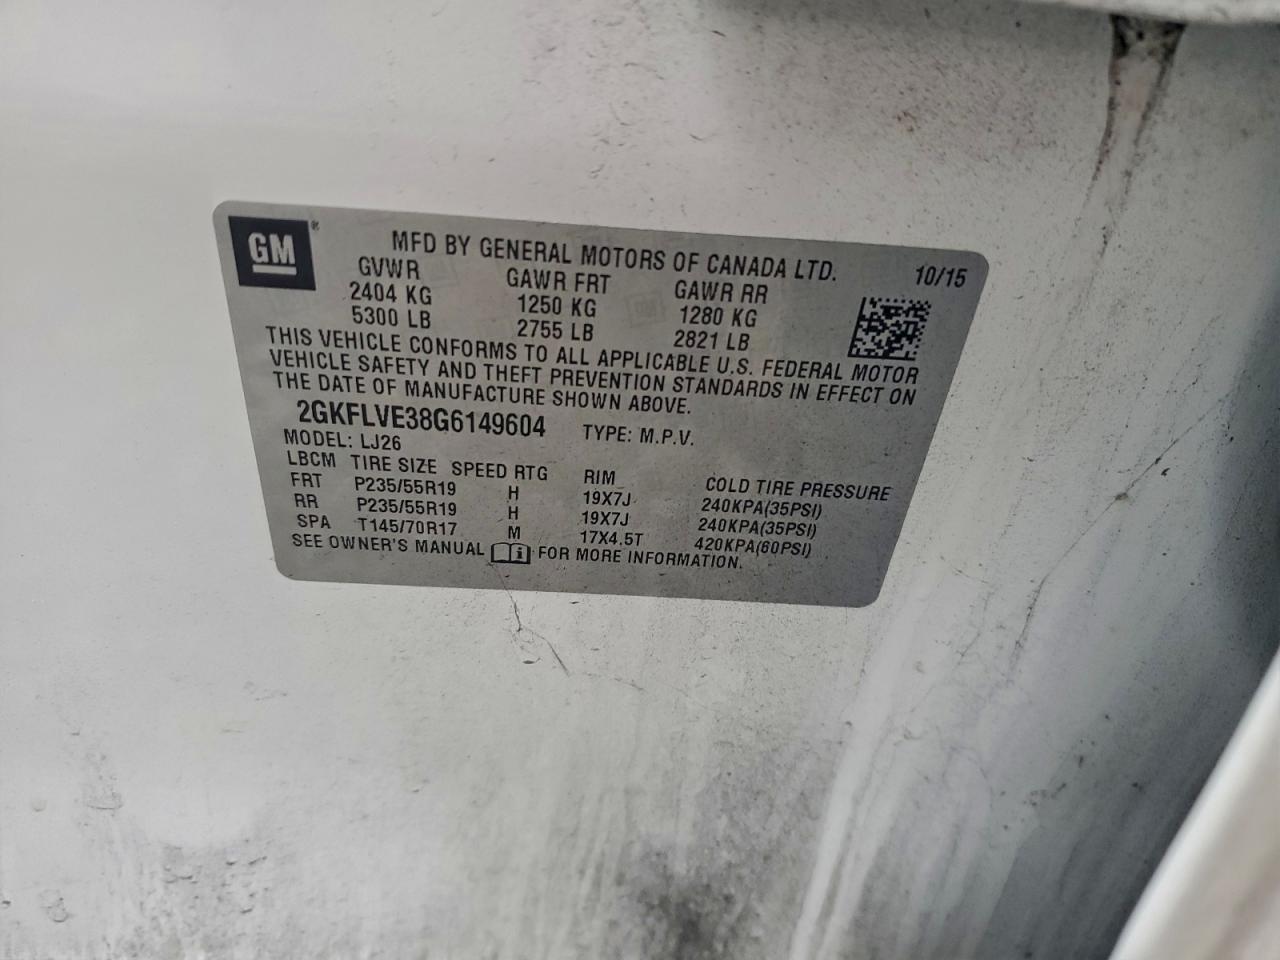 GM®
MFD BY GENERAL MOTORS OF CANADA LTD. 10/15
GVWR GAWR FRT GAWR RR
2404 KG 1250 KG 1280 KG
5300 LB 2755 LB 2821 LB
THIS VEHICLE CONFORMS TO ALL APPLICABLE U.S. FEDERAL MOTOR
VEHICLE SAFETY AND THEFT PREVENTION STANDARDS IN EFFECT ON
THE DATE OF MANUFACTURE SHOWN ABOVE.
2GKFLVE38G6149604 TYPE: M.P.V.
MODEL: LJ26
LBCM TIRE SIZE SPEED RTG RIM COLD TIRE PRESSURE
FRT P235/55R19 H 19X7J 240KPA(35PSI)
RR P235/55R19 H 19X7J 240KPA(35PSI)
SPA T145/70R17 M 17X4.5T 420KPA(60PSI)
SEE OWNER'S MANUAL i FOR MORE INFORMATION.